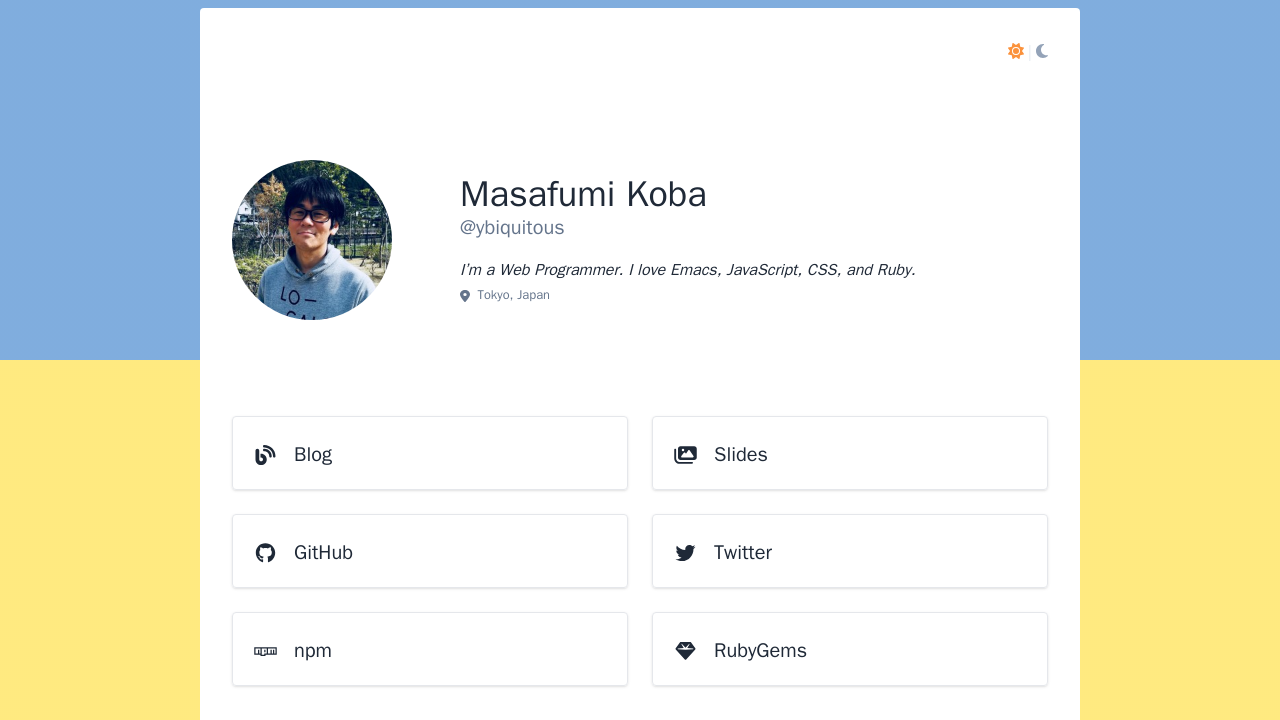 Masafumi Koba
@ybiquitous
I'm a Web Programmer. I love Emacs, JavaScript, CSS, and Ruby.
Tokyo, Japan
LO-
Blog
Slides
GitHub
Twitter
npm
RubyGems